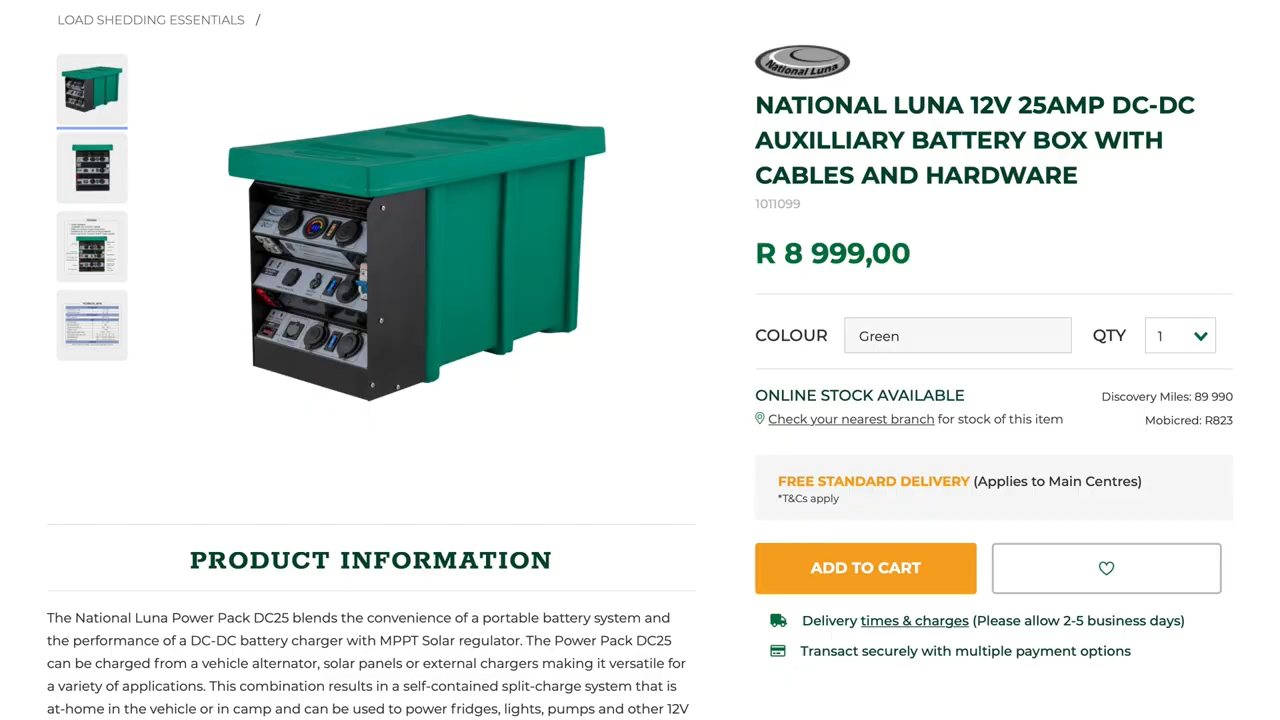 LOAD SHEDDING ESSENTIALS /
National Luna
NATIONAL LUNA 12V 25AMP DC-DC
AUXILLIARY BATTERY BOX WITH
CABLES AND HARDWARE
1011099
R 8 999,00
COLOUR Green QTY 1
ONLINE STOCK AVAILABLE
Discovery Miles: 89 990
Check your nearest branch for stock of this item
Mobicred: R823
FREE STANDARD DELIVERY (Applies to Main Centres)
*T&Cs apply
ADD TO CART
Delivery times & charges (Please allow 2-5 business days)
Transact securely with multiple payment options
PRODUCT INFORMATION
The National Luna Power Pack DC25 blends the convenience of a portable battery system and
the performance of a DC-DC battery charger with MPPT Solar regulator. The Power Pack DC25
can be charged from a vehicle alternator, solar panels or external chargers making it versatile for
a variety of applications. This combination results in a self-contained split-charge system that is
at-home in the vehicle or in camp and can be used to power fridges, lights, pumps and other 12V